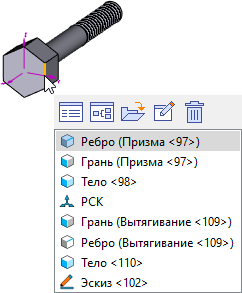 Ребро (Призма <97>)
Грань (Призма <97>)
Тело <98>
РСК
Грань (Вытягивание <109>)
Ребро (Вытягивание <109>)
Тело <110>
Эскиз <102>